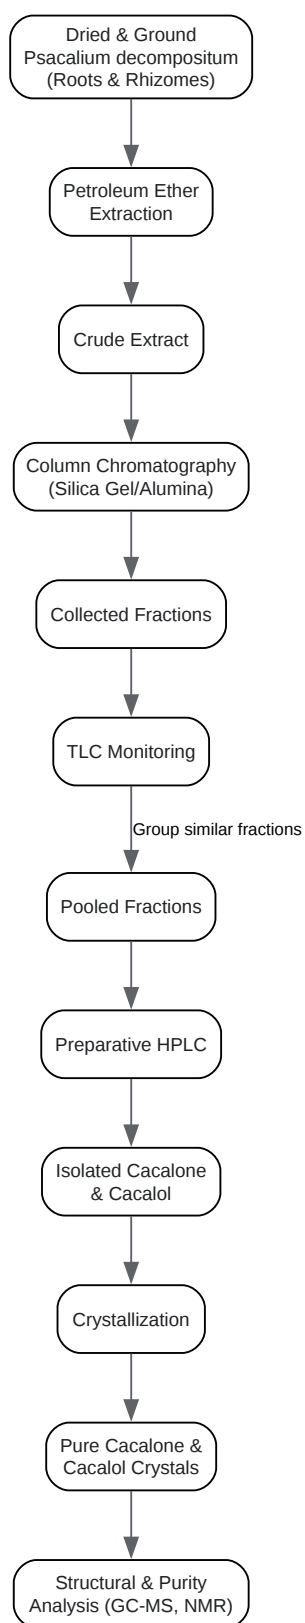 Dried & Ground
Psacalium decompositum
(Roots & Rhizomes)
Petroleum Ether
Extraction
Crude Extract
Column Chromatography
(Silica Gel/Alumina)
Collected Fractions
TLC Monitoring
Group similar fractions
Pooled Fractions
Preparative HPLC
Isolated Cacalone
& Cacalol
Crystallization
Pure Cacalone &
Cacalol Crystals
Structural & Purity
Analysis (GC-MS, NMR)